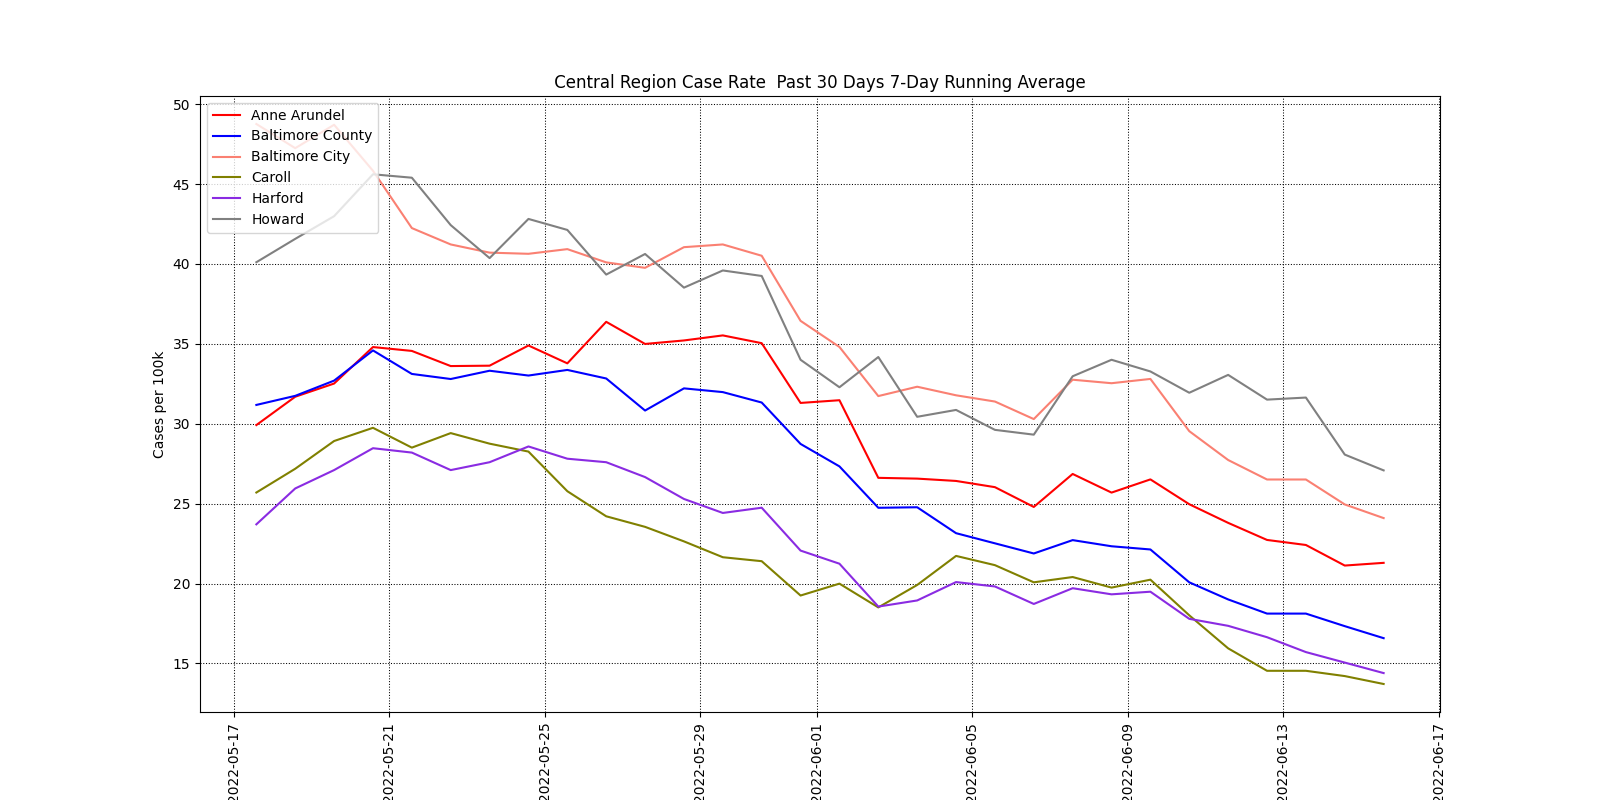 Central Region Case Rate  Past 30 Days 7-Day Running Average
50
45
40
35
30
25
20
15
Cases per 100k
Anne Arundel
Baltimore County
Baltimore City
Caroll
Harford
Howard
2022-05-17
2022-05-21
2022-05-25
2022-05-29
2022-06-01
2022-06-05
2022-06-09
2022-06-13
2022-06-17